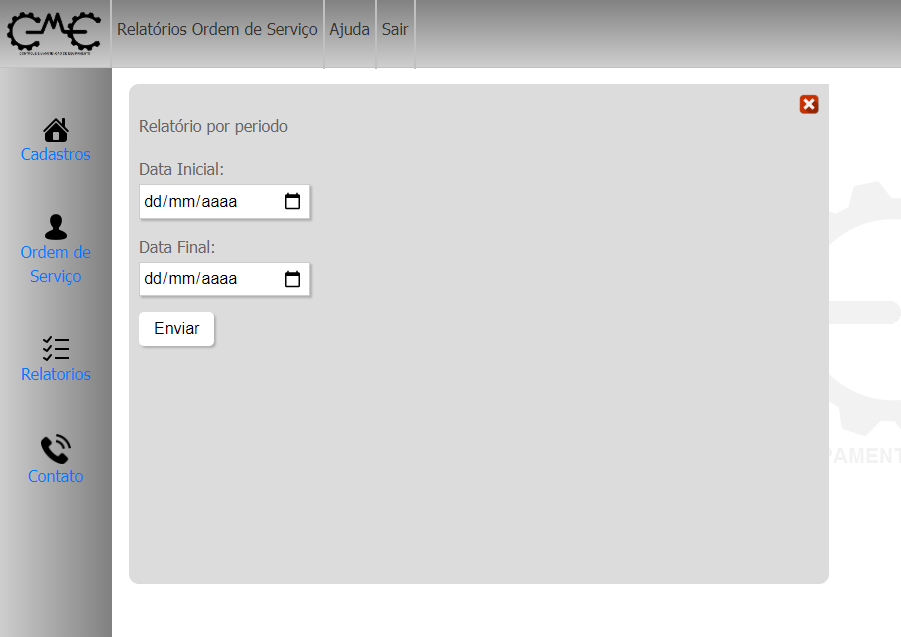 CME
Relatórios Ordem de Serviço
Ajuda
Sair
Cadastros
Ordem de
Serviço
Relatorios
Contato
Relatório por periodo
Data Inicial:
dd/mm/aaaa
Data Final:
dd/mm/aaaa
Enviar
PAMENT